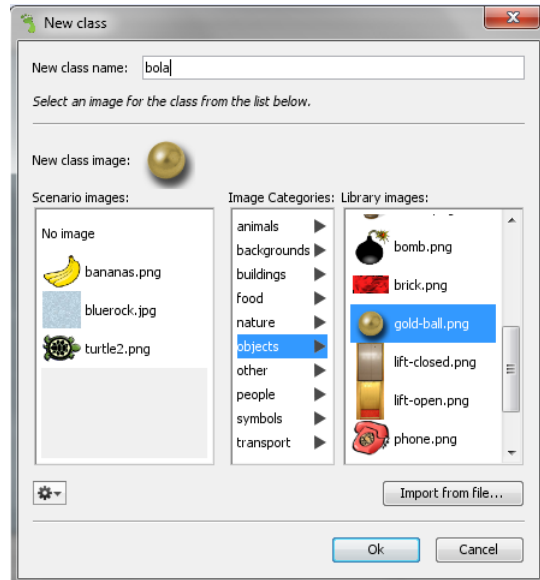 New class
New class name: bola
Select an image for the class from the list below.
New class image:
Scenario images:
No image
bananas.png
bluerock.jpg
turtle2.png
Image Categories:
animals
backgrounds
buildings
food
nature
objects
other
people
symbols
transport
Library images:
bomb.png
brick.png
gold-ball.png
lift-closed.png
lift-open.png
phone.png
Import from file...
Ok
Cancel